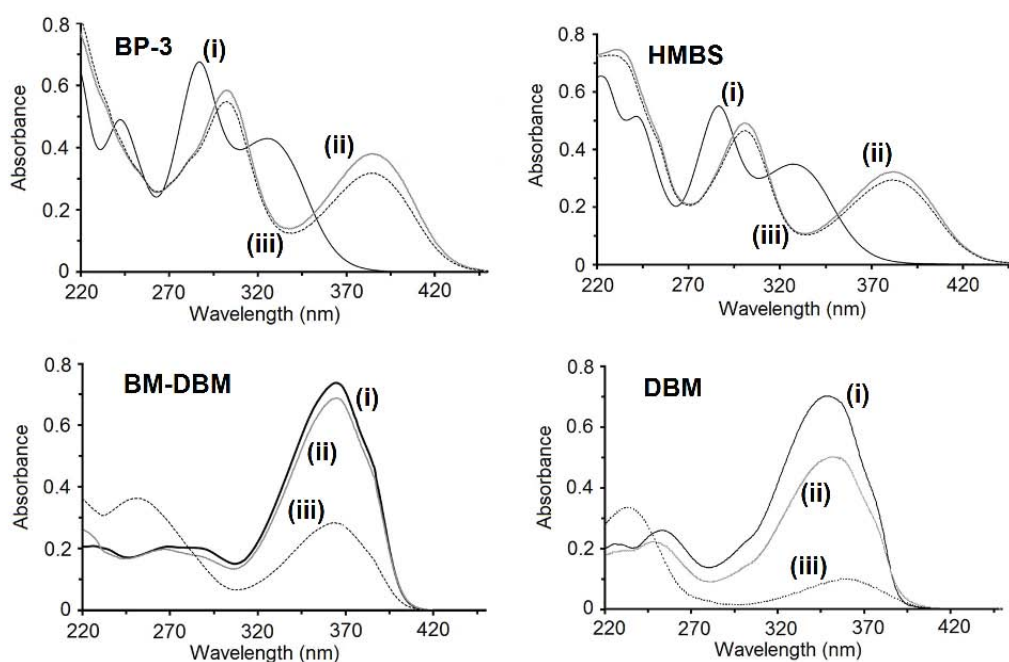 BP-3
(i)
(ii)
(iii)
Absorbance
0.8
0.6
0.4
0.2
0
220 270 320 370 420
Wavelength (nm)
HMBS
(i)
(ii)
(iii)
Absorbance
0.8
0.6
0.4
0.2
0
220 270 320 370 420
Wavelength (nm)
BM-DBM
(i)
(ii)
(iii)
Absorbance
0.8
0.6
0.4
0.2
0
220 270 320 370 420
Wavelength (nm)
DBM
(i)
(ii)
(iii)
Absorbance
0.8
0.6
0.4
0.2
0
220 270 320 370 420
Wavelength (nm)